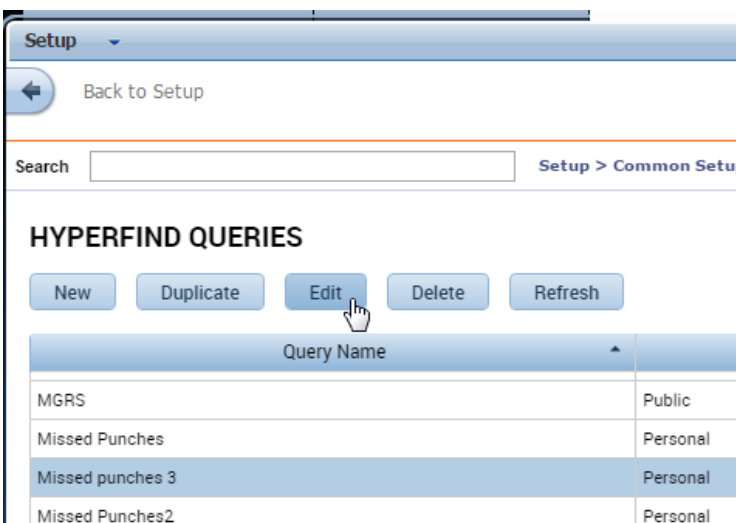 Setup
Back to Setup
Search Setup > Common Setu
HYPERFIND QUERIES
New Duplicate Edit Delete Refresh
Query Name
MGRS Public
Missed Punches Personal
Missed punches 3 Personal
Missed Punches2 Personal